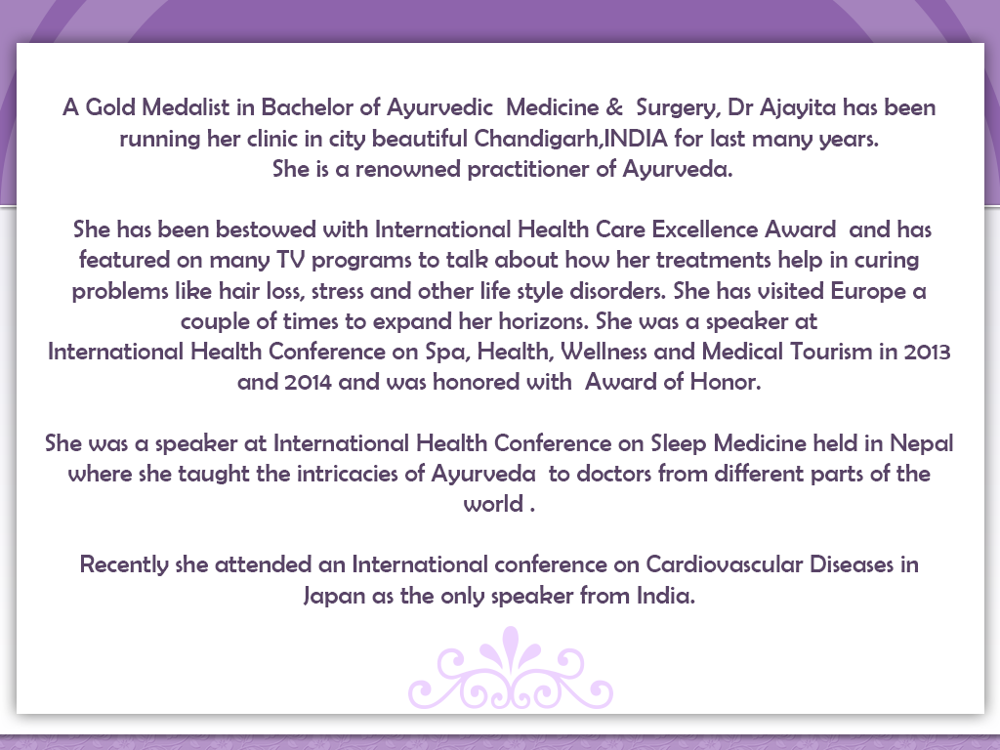 A Gold Medalist in Bachelor of Ayurvedic  Medicine &  Surgery, Dr Ajayita has been
running her clinic in city beautiful Chandigarh,INDIA for last many years.
She is a renowned practitioner of Ayurveda.
She has been bestowed with International Health Care Excellence Award  and has
featured on many TV programs to talk about how her treatments help in curing
problems like hair loss, stress and other life style disorders. She has visited Europe a
couple of times to expand her horizons. She was a speaker at
International Health Conference on Spa, Health, Wellness and Medical Tourism in 2013
and 2014 and was honored with  Award of Honor.
She was a speaker at International Health Conference on Sleep Medicine held in Nepal
where she taught the intricacies of Ayurveda  to doctors from different parts of the
world .
Recently she attended an International conference on Cardiovascular Diseases in
Japan as the only speaker from India.